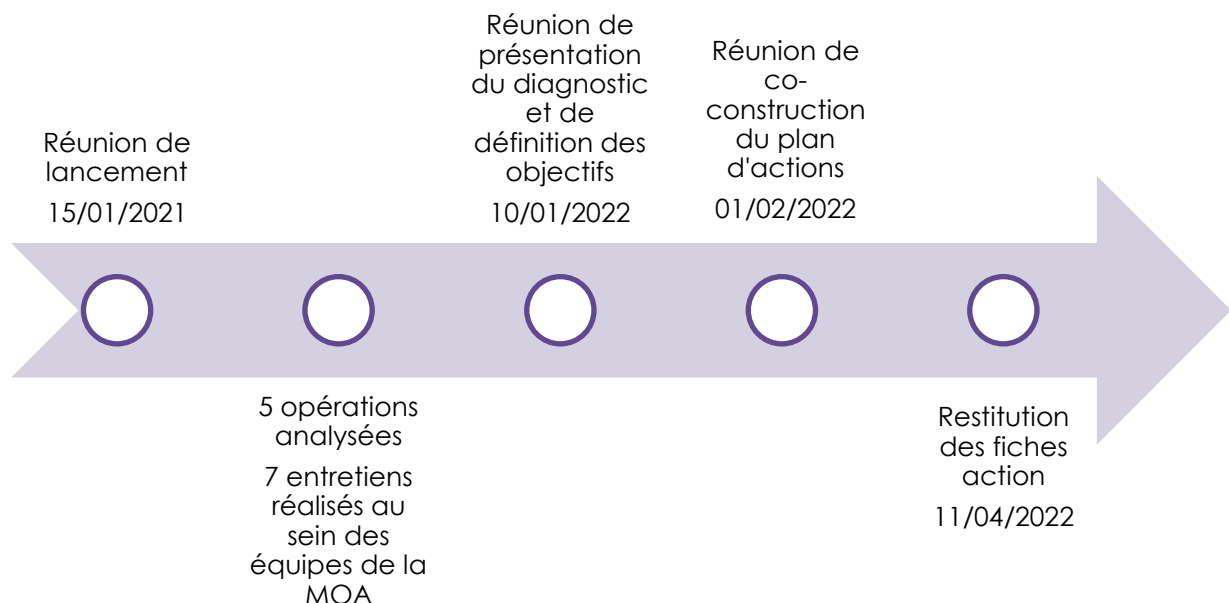 Réunion de
lancement
15/01/2021
5 opérations
analysées
7 entretiens
réalisés au
sein des
équipes de la
MOA
Réunion de
présentation
du diagnostic
et de
définition des
objectifs
10/01/2022
Réunion de
co-
construction
du plan
d'actions
01/02/2022
Restitution
des fiches
action
11/04/2022